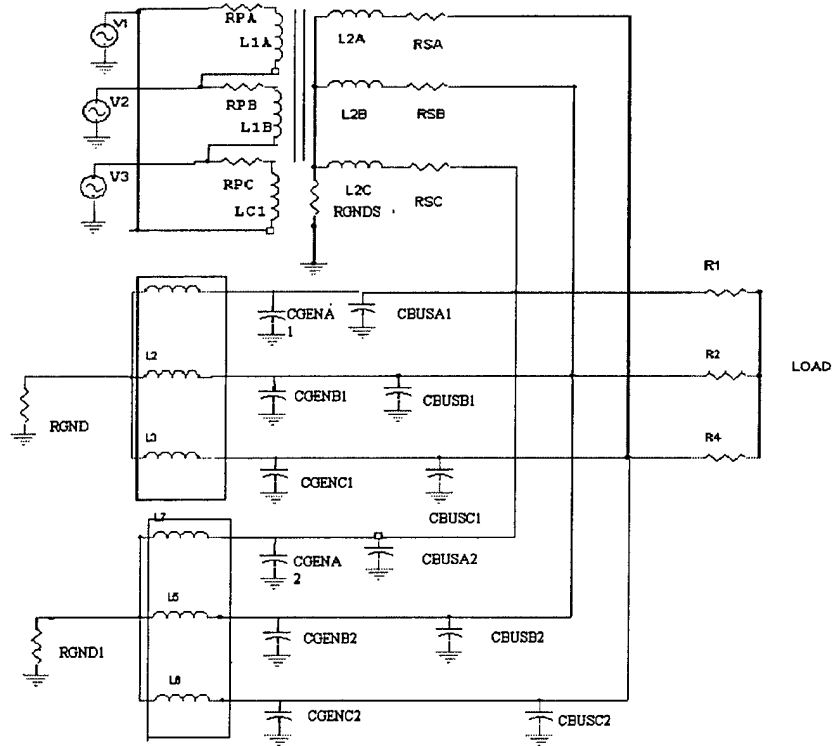 V1
RPA
L1A
L2A
RSA
V2
RPB
L1B
L2B
RSB
V3
RPC
LC1
L2C
RSC
RGNDS
R1
CGENA
1
CBUSA1
L2
R2
LOAD
RGND
CGENB1
CBUSB1
L3
R4
CGENC1
CBUSC1
L7
CGENA
2
CBUSA2
L5
RGND1
CGENB2
CBUSB2
L6
CGENC2
CBUSC2